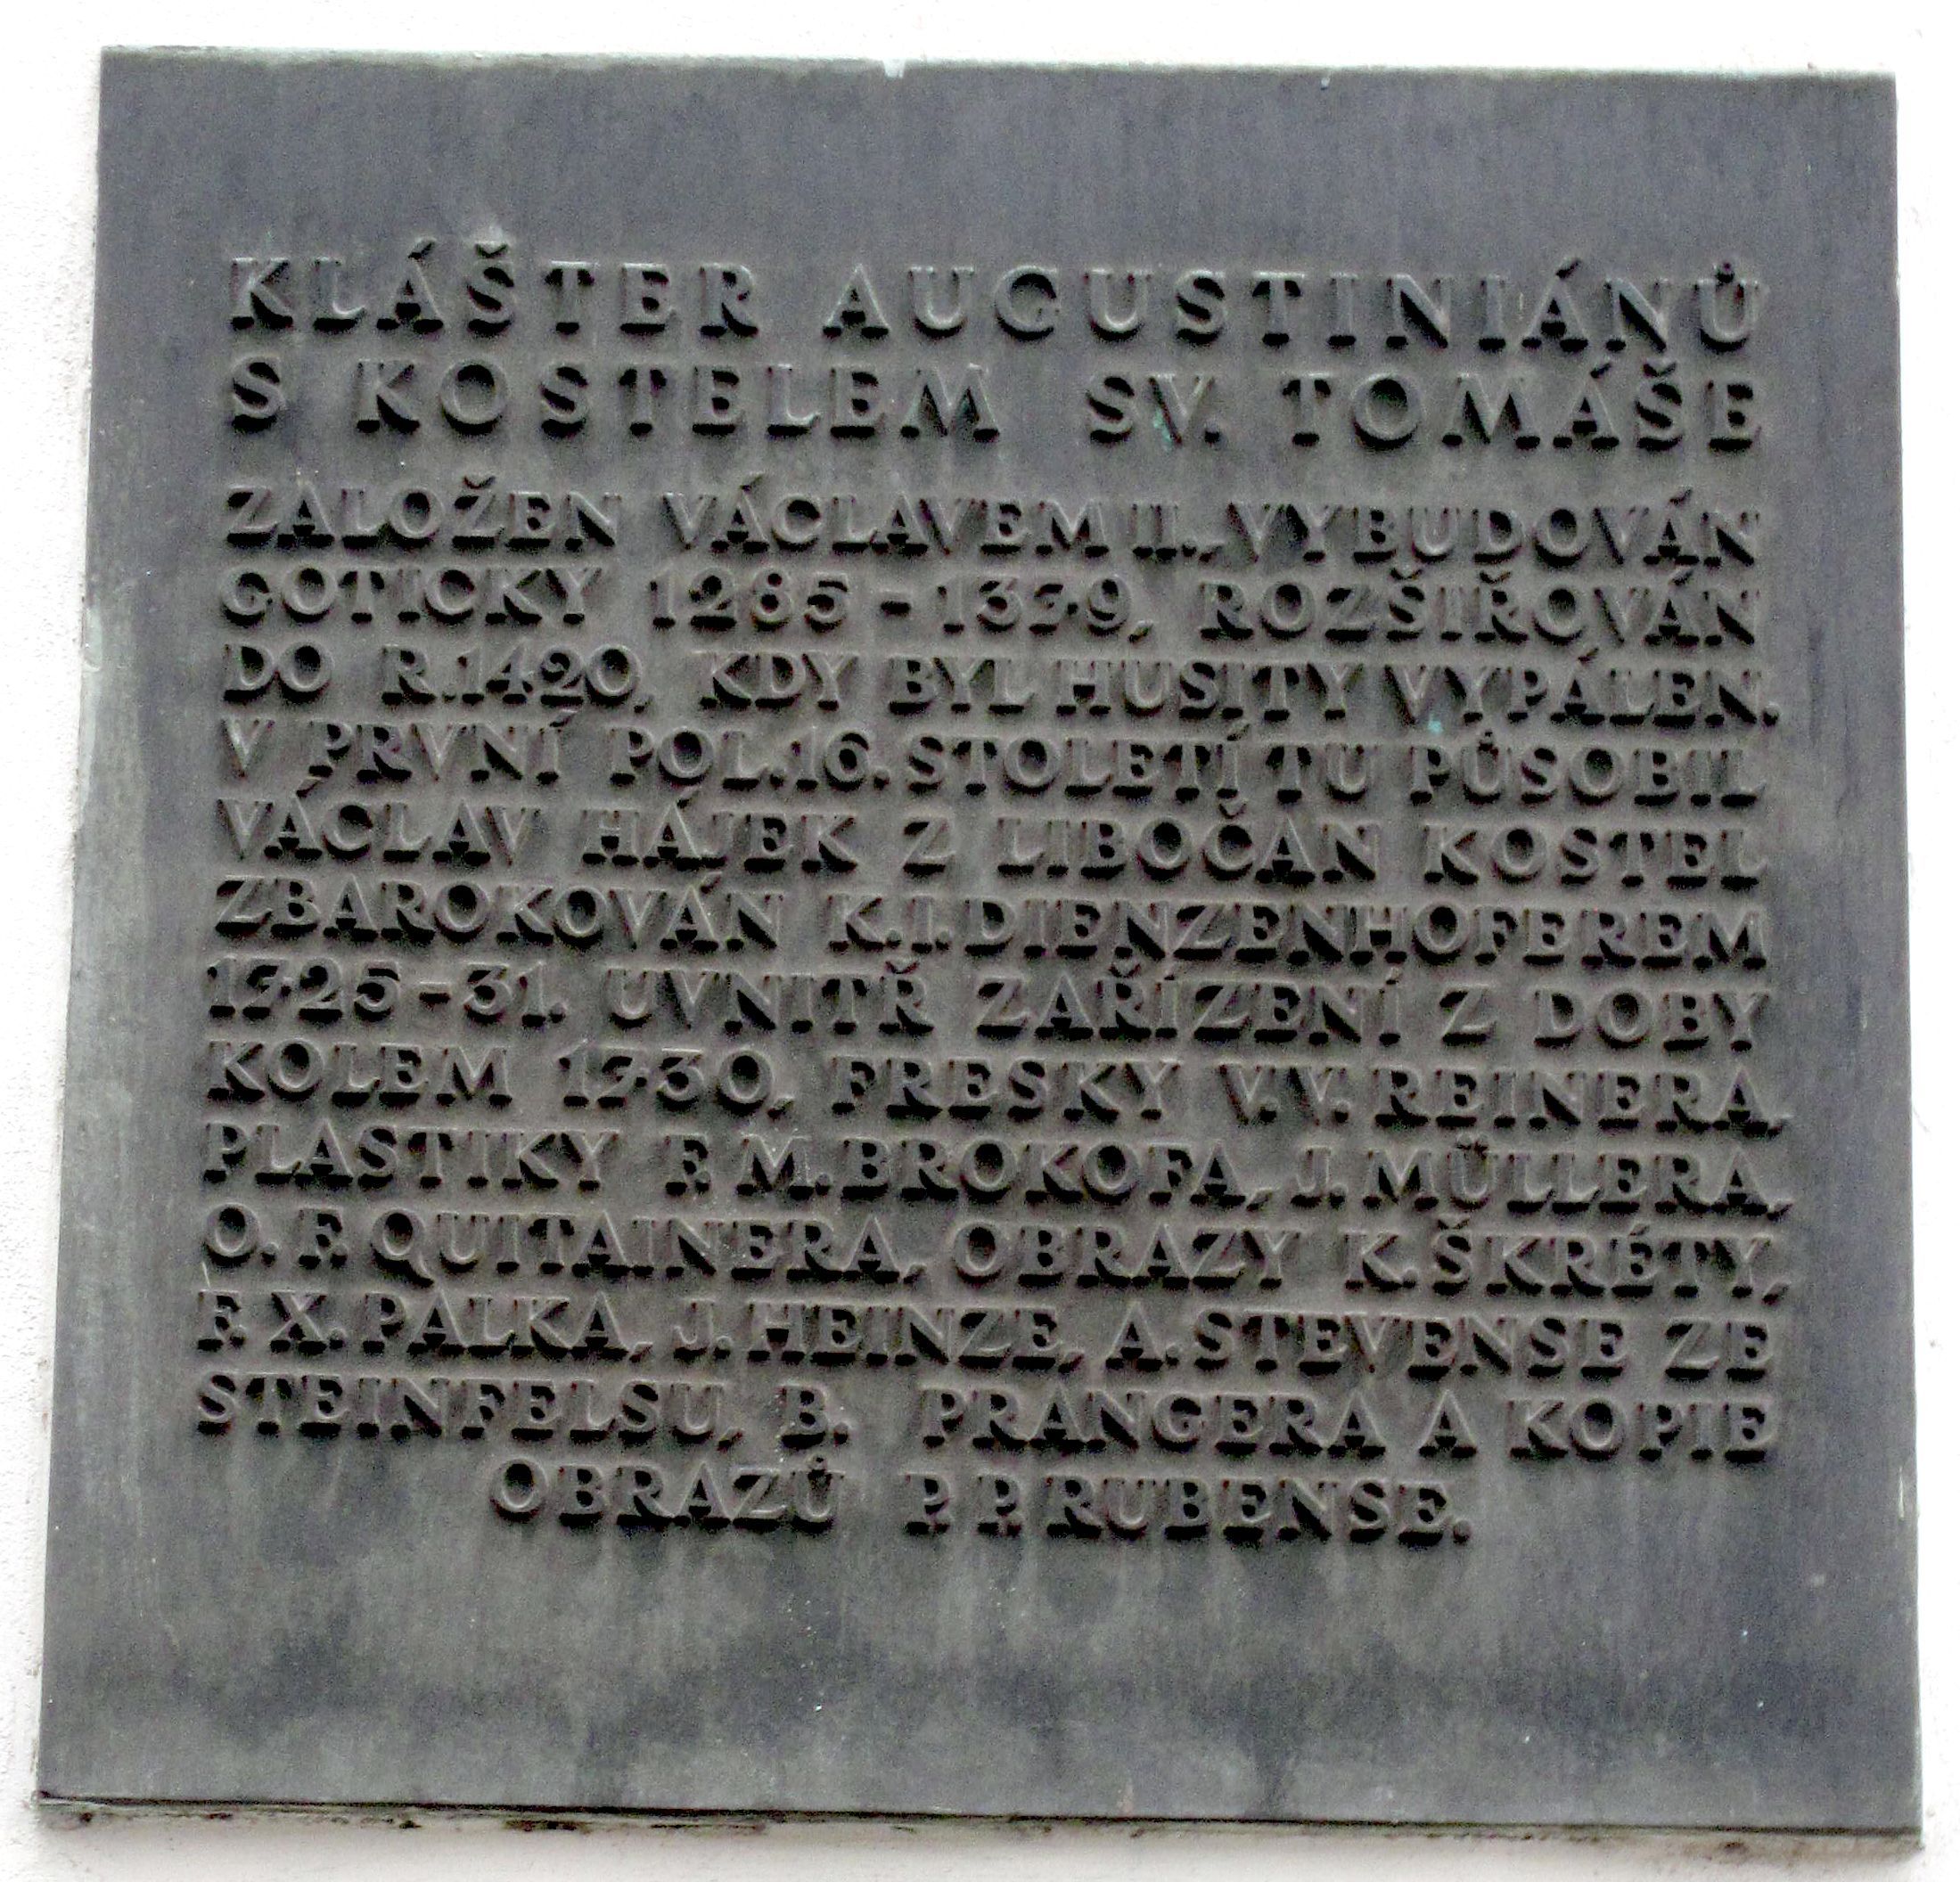 KLÁŠTER AUGUSTINIÁNŮ
S KOSTELEM SV. TOMÁŠE
ZALOŽEN VÁCLAVEM II., VYBUDOVÁN
GOTICKY 1285 - 1379, ROZŠIŘOVÁN
DO R. 1420, KDY BYL HUSITY VYPÁLEN.
V PRVNÍ POL. 16. STOLETÍ TU PŮSOBIL
VÁCLAV HÁJEK Z LIBOČAN KOSTEL
ZBAROKOVÁN K. I. DIENZENHOFEREM
1725 - 31. UVNITŘ ZAŘÍZENÍ Z DOBY
KOLEM 1730, FRESKY V. V. REINERA,
PLASTIKY F. M. BROKOFA, J. MÜLLERA,
O. F. QUITAINERA, OBRAZY K. ŠKRÉTY,
F. X. PALKA, J. HEINZE, A. STEVENSE ZE
STEINFELSU, B. PRANGERA A KOPIE
OBRAZŮ P. P. RUBENSE.